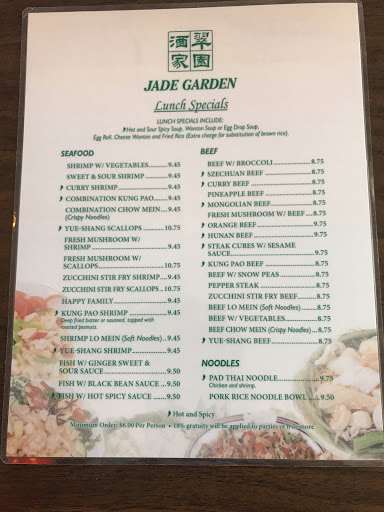 酒翠
家園
JADE GARDEN
Lunch Specials
LUNCH SPECIALS INCLUDE:
Hot and Sour Spicy Soup, Wonton Soup or Egg Drop Soup,
Egg Roll, Cheese Wonton and Fried Rice (Extra charge for substitution of brown rice).
SEAFOOD
SHRIMP W/ VEGETABLES..........9.45
SWEET & SOUR SHRIMP..........9.45
CURRY SHRIMP..........9.45
COMBINATION KUNG PAO..........9.45
COMBINATION CHOW MEIN.....9.45
(Crispy Noodles)
YUE-SHANG SCALLOPS..........10.75
FRESH MUSHROOM W/
SHRIMP..........9.45
FRESH MUSHROOM W/
SCALLOPS..........10.75
ZUCCHINI STIR FRY SHRIMP....9.45
ZUCCHINI STIR FRY SCALLOPS..10.75
HAPPY FAMILY..........9.45
KUNG PAO SHRIMP..........9.45
Deep fried batter or sauteed, topped with
roasted peanuts.
SHRIMP LO MEIN (Soft Noodles)..9.45
YUE-SHANG SHRIMP..........9.45
FISH W/ GINGER SWEET &
SOUR SAUCE..........9.50
FISH W/ BLACK BEAN SAUCE....9.50
FISH W/ HOT SPICY SAUCE......9.50
BEEF
BEEF W/ BROCCOLI..........8.75
SZECHUAN BEEF..........8.75
CURRY BEEF..........8.75
PINEAPPLE BEEF..........8.75
MONGOLIAN BEEF..........8.75
FRESH MUSHROOM W/ BEEF....8.75
ORANGE BEEF..........9.75
HUNAN BEEF..........9.75
STEAK CUBES W/ SESAME
SAUCE..........9.75
KUNG PAO BEEF..........8.75
BEEF W/ SNOW PEAS..........8.75
PEPPER STEAK..........8.75
ZUCCHINI STIR FRY BEEF..........8.75
BEEF LO MEIN (Soft Noodles)......8.75
BEEF W/ VEGETABLES..........8.75
BEEF CHOW MEIN (Crispy Noodles)..8.75
YUE-SHANG BEEF..........8.75
NOODLES
PAD THAI NOODLE..........9.75
Chicken and shrimp.
PORK RICE NOODLE BOWL.....9.50
Hot and Spicy
Minimum Order: $6.00 Per Person • 18% gratuity will be applied to parties of 6 or more